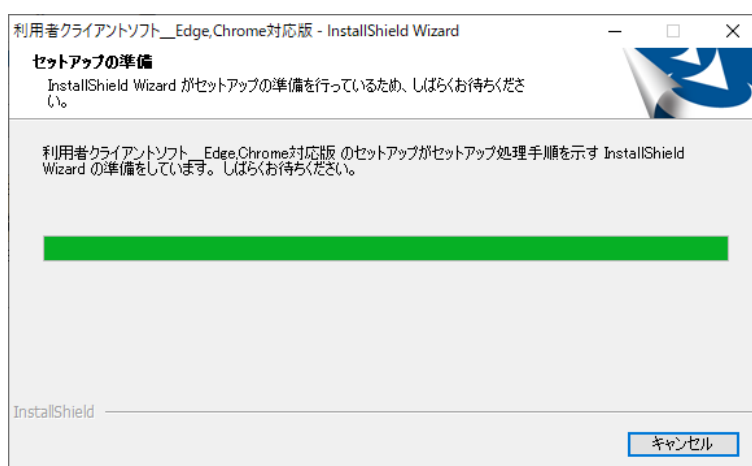 利用者クライアントソフト__Edge,Chrome対応版 - InstallShield Wizard
セットアップの準備
InstallShield Wizard がセットアップの準備を行っているため、しばらくお待ちくださ
い。
利用者クライアントソフト__Edge,Chrome対応版 のセットアップがセットアップ処理手順を示す InstallShield
Wizard の準備をしています。しばらくお待ちください。
InstallShield
キャンセル